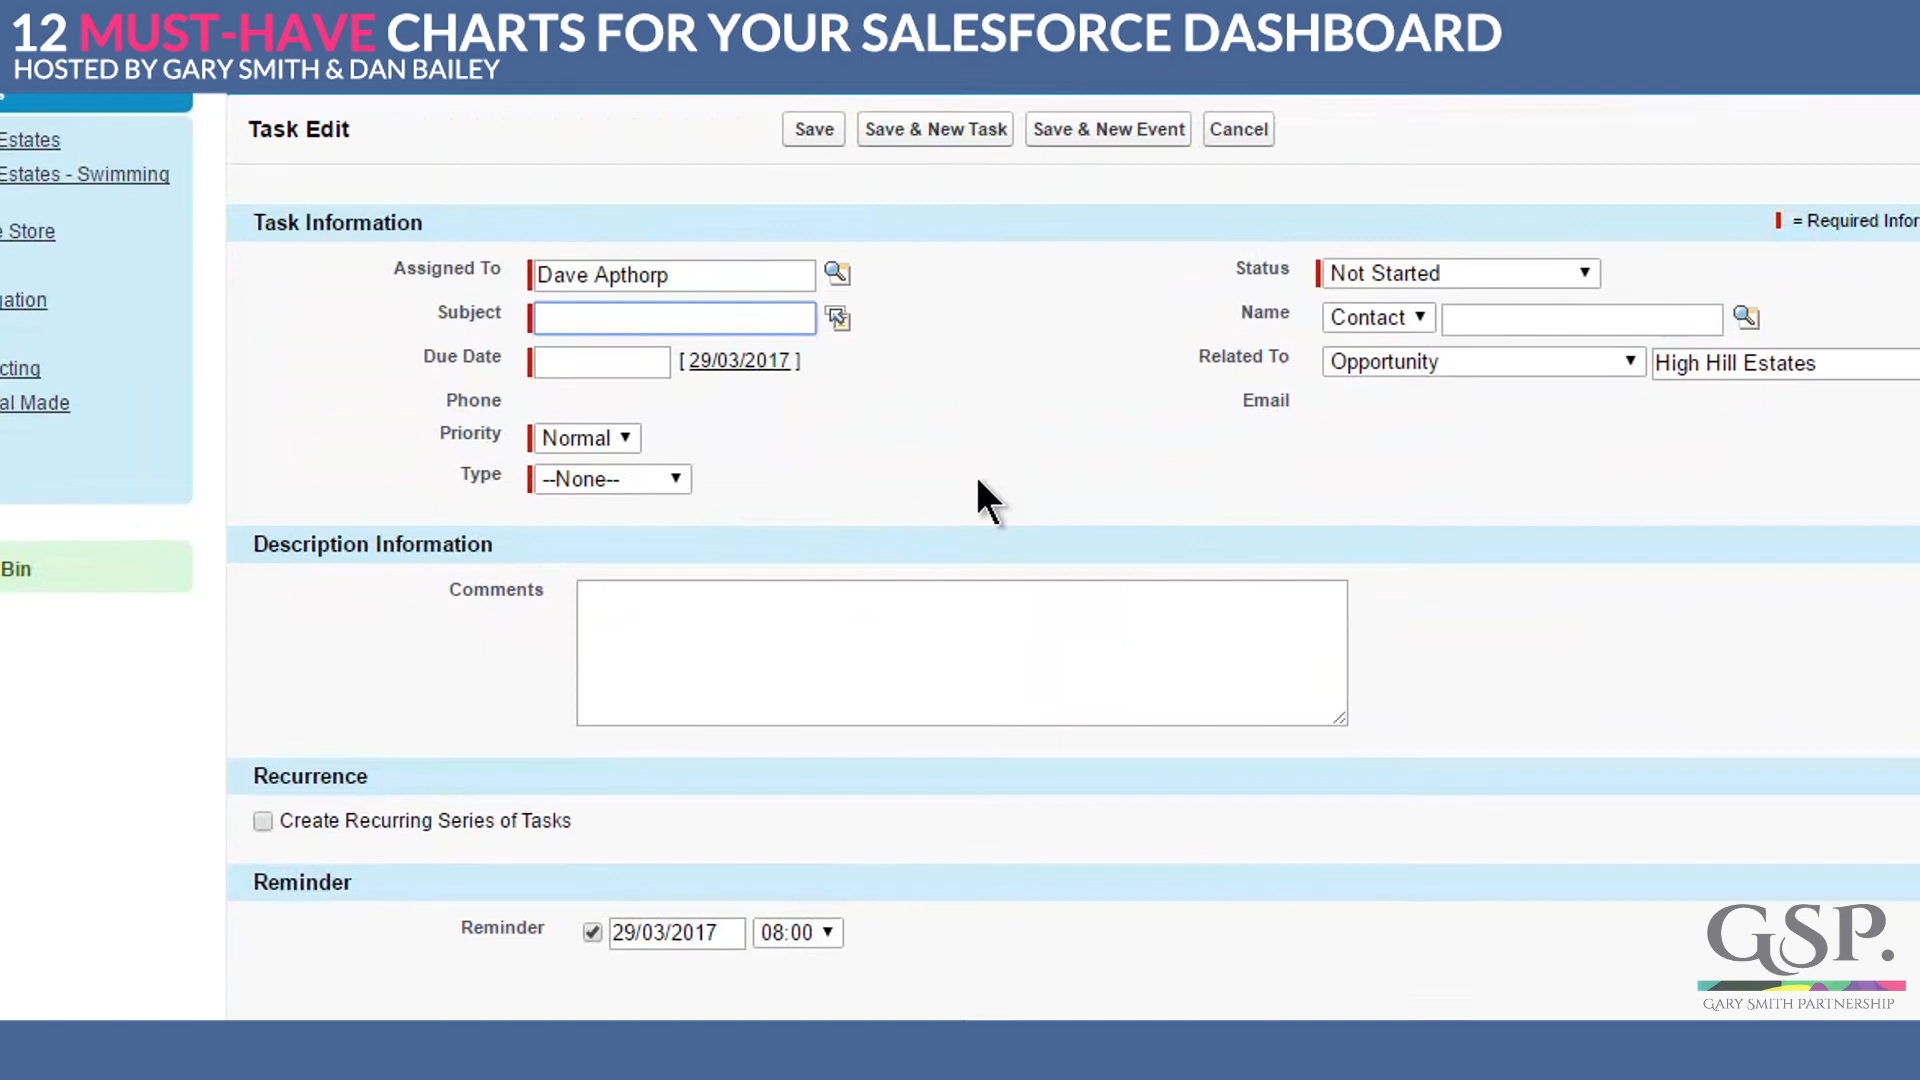 12 MUST-HAVE CHARTS FOR YOUR SALESFORCE DASHBOARD
HOSTED BY GARY SMITH & DAN BAILEY
Estates
Estates - Swimming
e Store
gation
cting
al Made
Bin
Task Edit
Save
Save & New Task
Save & New Event
Cancel
Task Information
= Required Infor
Assigned To
Dave Apthorp
Status
Not Started
Subject
Name
Contact
Due Date
[ 29/03/2017 ]
Related To
Opportunity
High Hill Estates
Phone
Email
Priority
Normal
Type
--None--
Description Information
Comments
Recurrence
Create Recurring Series of Tasks
Reminder
Reminder
29/03/2017
08:00
GSP.
GARY SMITH PARTNERSHIP